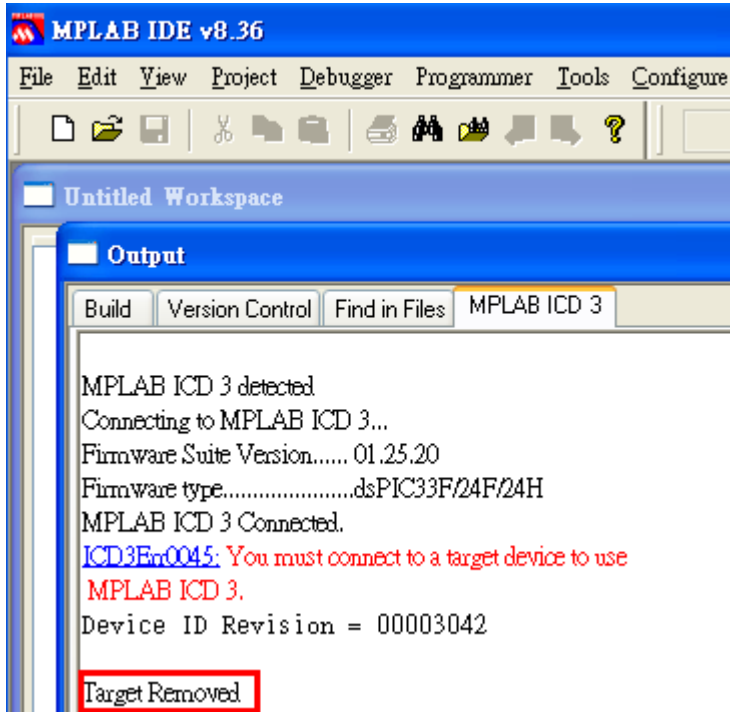 MPLAB IDE v8.36
File Edit View Project Debugger Programmer Tools Configure
Untitled Workspace
Output
Build Version Control Find in Files MPLAB ICD 3
MPLAB ICD 3 detected
Connecting to MPLAB ICD 3...
Firmware Suite Version...... 01.25.20
Firmware type......................dsPIC33F/24F/24H
MPLAB ICD 3 Connected.
ICD3Err0045: You must connect to a target device to use
MPLAB ICD 3.
Device ID Revision = 00003042
Target Removed